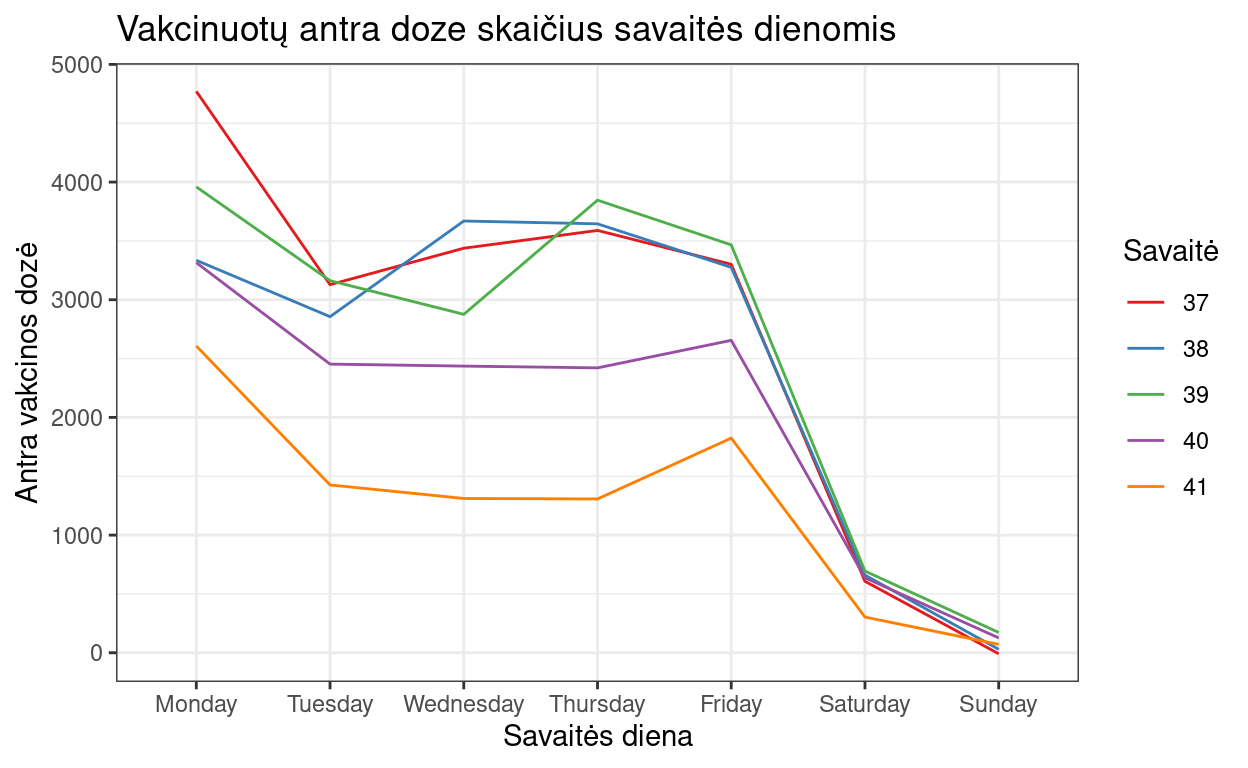 Vakcinuotų antra doze skaičius savaitės dienomis
Antra vakcinos dozė
5000
4000
3000
2000
1000
0
Monday Tuesday Wednesday Thursday Friday Saturday Sunday
Savaitės diena
Savaitė
37
38
39
40
41